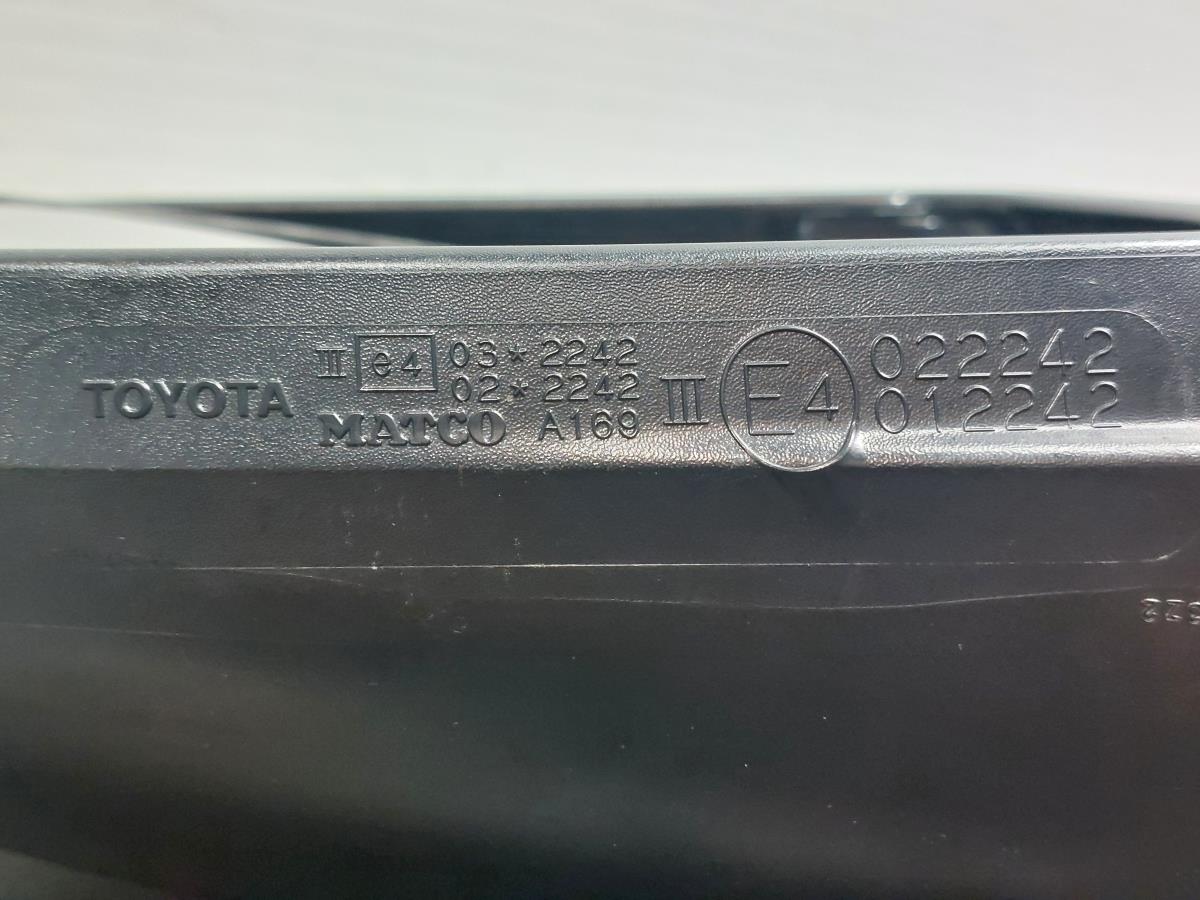 TOYOTA
II e4 03*2242
02*2242
MATCO A169
III E4 022242
012242